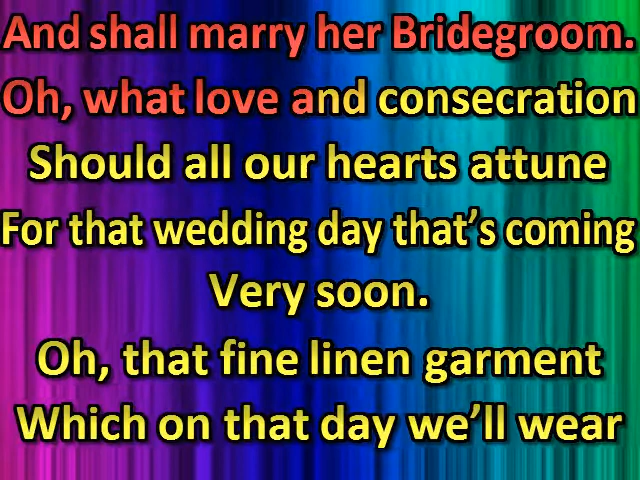 And shall marry her Bridegroom.
Oh, what love and consecration
Should all our hearts attune
For that wedding day that's coming
Very soon.
Oh, that fine linen garment
Which on that day we'll wear